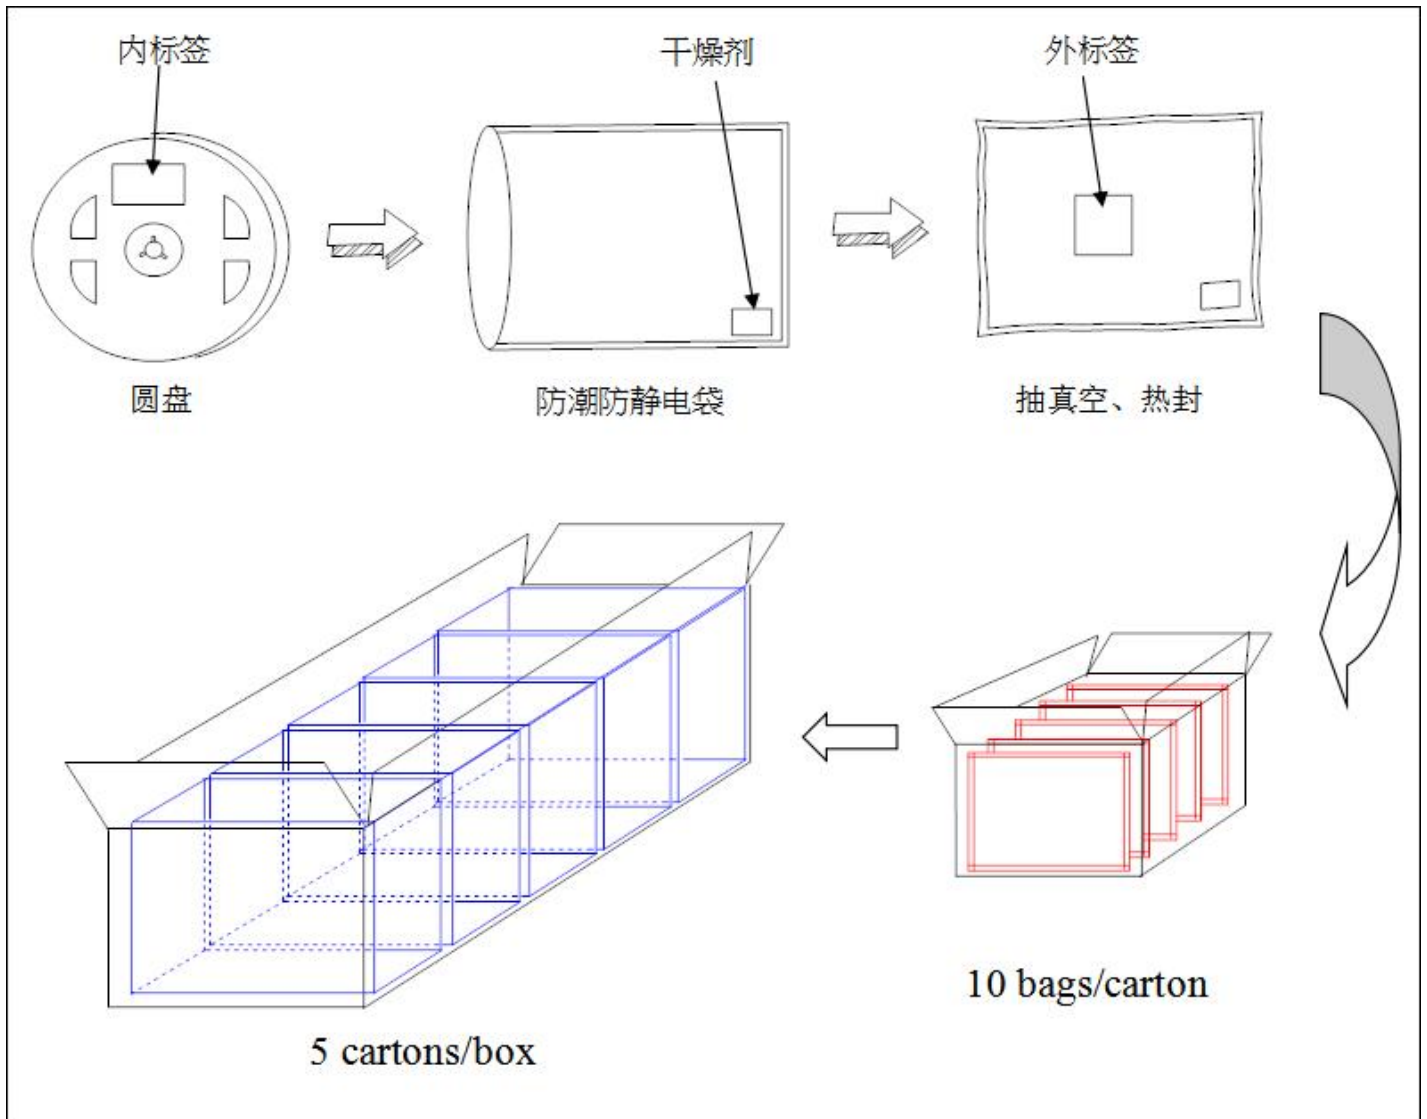 内标签
干燥剂
外标签
圆盘
防潮防静电袋
抽真空、热封
10 bags/carton
5 cartons/box